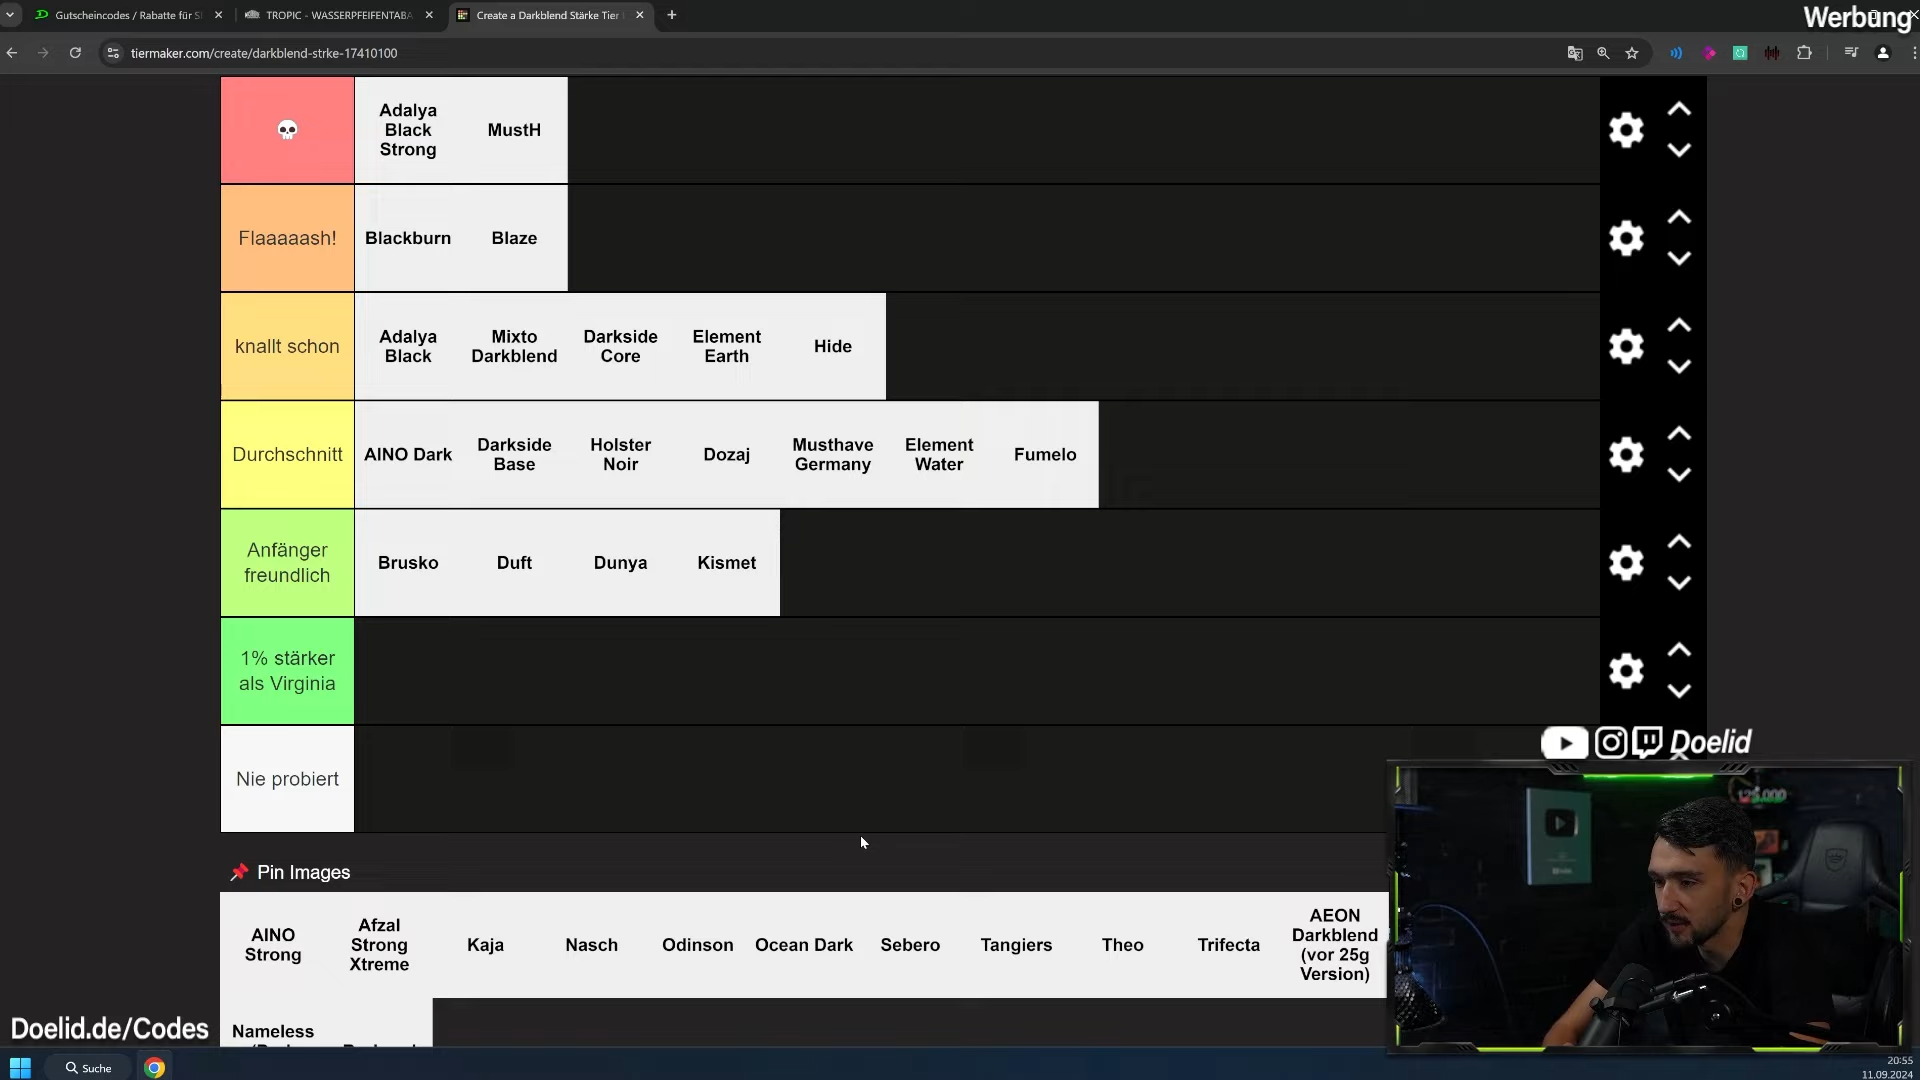 Gutscheincodes / Rabatte für S
TROPIC - WASSERPFEIFENTABA
Create a Darkblend Stärke Tier
Werbung
tiermaker.com/create/darkblend-strke-17410100
💀
Adalya
Black
Strong
MustH
Flaaaaash!
Blackburn
Blaze
knallt schon
Adalya
Black
Mixto
Darkblend
Darkside
Core
Element
Earth
Hide
Durchschnitt
AINO Dark
Darkside
Base
Holster
Noir
Dozaj
Musthave
Germany
Element
Water
Fumelo
Anfänger
freundlich
Brusko
Duft
Dunya
Kismet
1% stärker
als Virginia
Nie probiert
Doelid
125.000
📌 Pin Images
AINO
Strong
Afzal
Strong
Xtreme
Kaja
Nasch
Odinson
Ocean Dark
Sebero
Tangiers
Theo
Trifecta
AEON
Darkblend
(vor 25g
Version)
Nameless
Doelid.de/Codes
Suche
20:55
11.09.2024